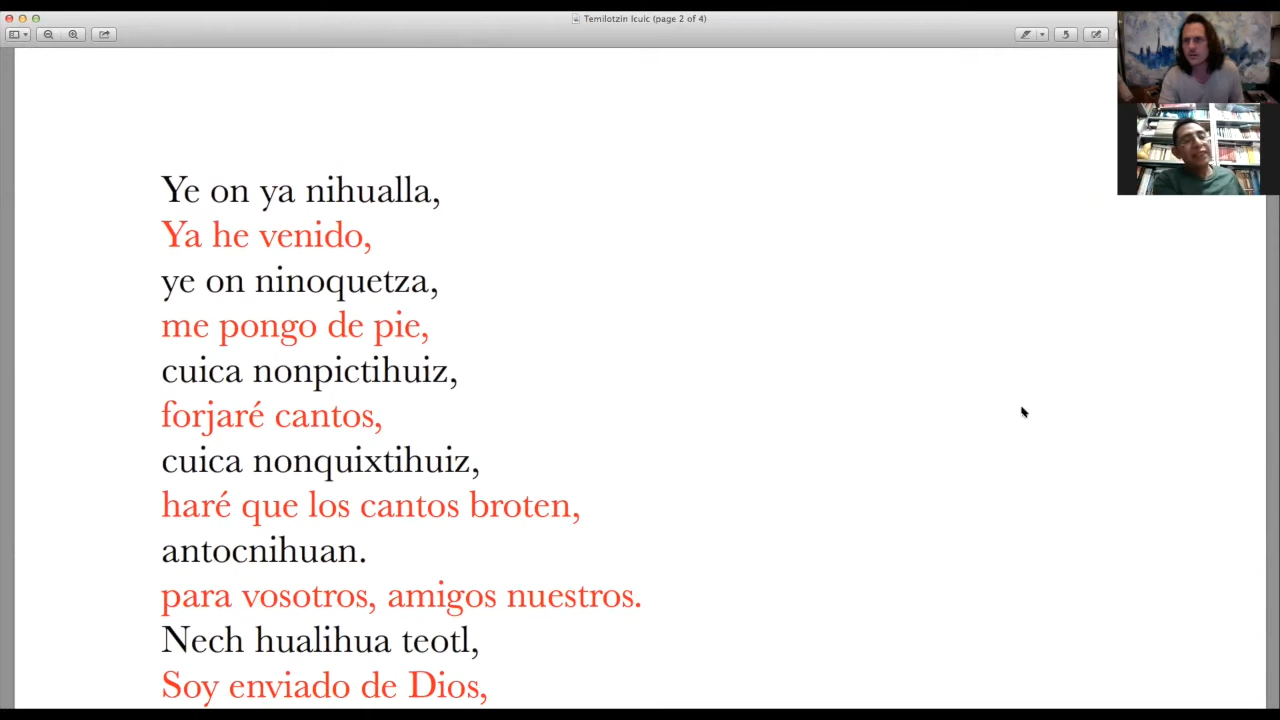 Temilotzin Icuic (page 2 of 4)
Ye on ya nihualla,
Ya he venido,
ye on ninoquetza,
me pongo de pie,
cuica nonpictihuiz,
forjaré cantos,
cuica nonquixtihuiz,
haré que los cantos broten,
antocnihuan.
para vosotros, amigos nuestros.
Nech hualihua teotl,
Soy enviado de Dios,